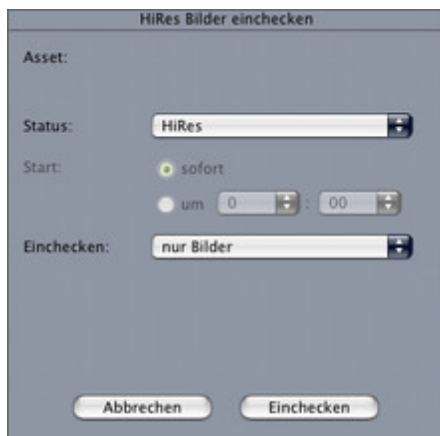 HiRes Bilder einchecken
Asset:
Status: HiRes
Start: sofort
um 0 : 00
Einchecken: nur Bilder
Abbrechen Einchecken